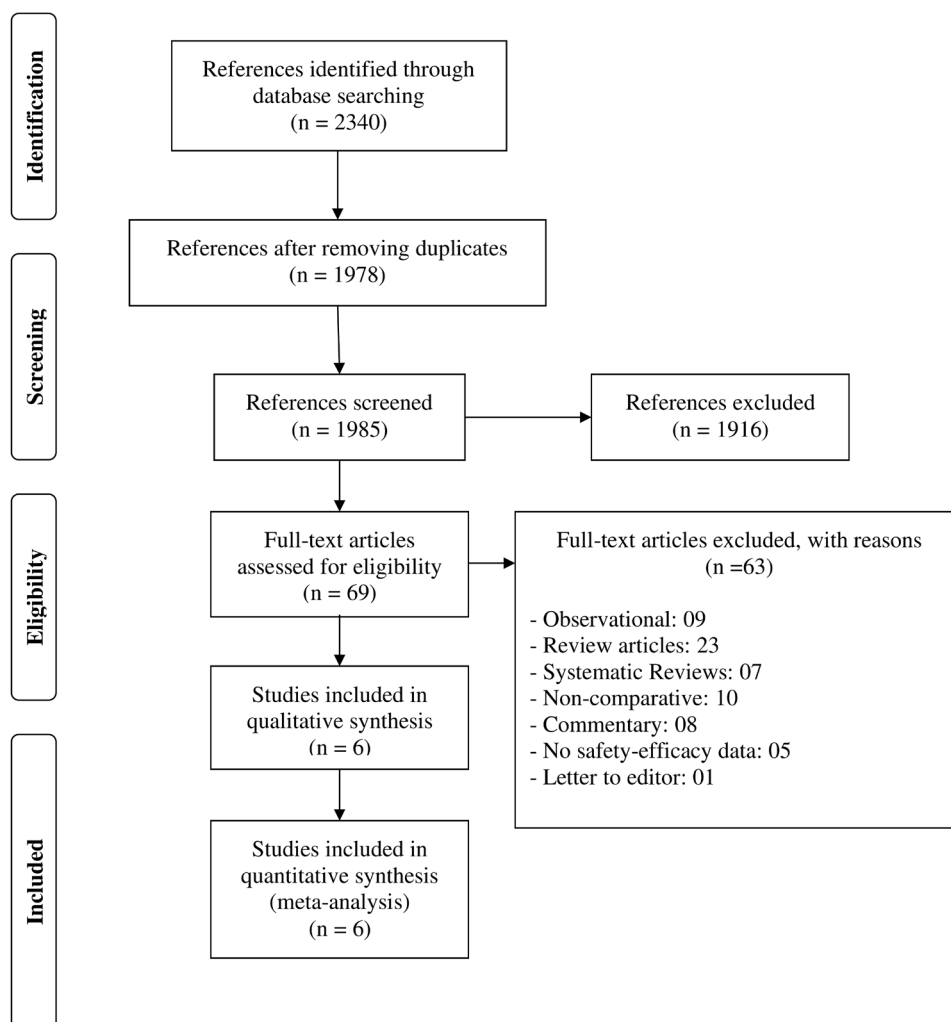 Identification
References identified through
database searching
(n = 2340)
References after removing duplicates
(n = 1978)
Screening
References screened
(n = 1985)
References excluded
(n = 1916)
Eligibility
Full-text articles
assessed for eligibility
(n = 69)
Full-text articles excluded, with reasons
(n =63)
- Observational: 09
- Review articles: 23
- Systematic Reviews: 07
- Non-comparative: 10
- Commentary: 08
- No safety-efficacy data: 05
- Letter to editor: 01
Studies included in
qualitative synthesis
(n = 6)
Included
Studies included in
quantitative synthesis
(meta-analysis)
(n = 6)